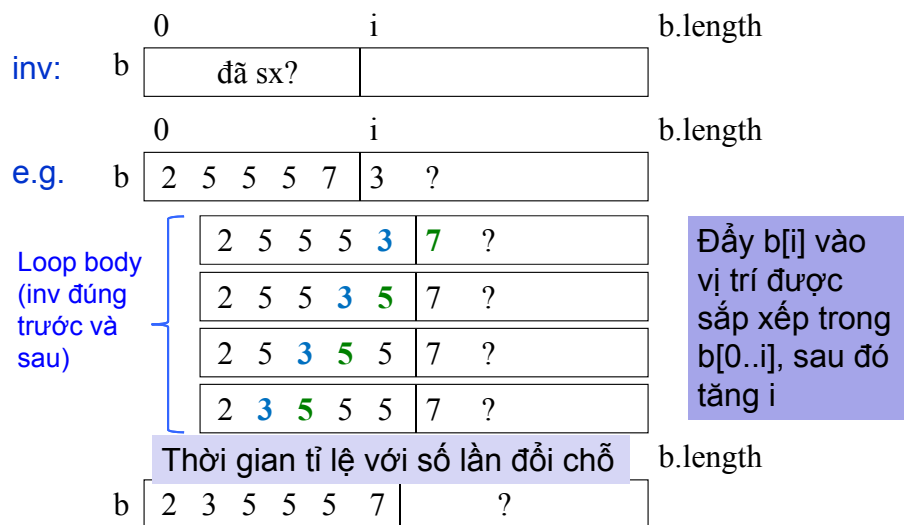 0 i b.length
inv: b đã sx?
0 i b.length
e.g. b 2 5 5 5 7 3 ?
2 5 5 5 3 7 ?
2 5 5 3 5 7 ?
2 5 3 5 5 7 ?
2 3 5 5 5 7 ?
Loop body
(inv đúng
trước và
sau)
Đẩy b[i] vào
vị trí được
sắp xếp trong
b[0..i], sau đó
tăng i
Thời gian tỉ lệ với số lần đổi chỗ
b.length
b 2 3 5 5 5 7 ?